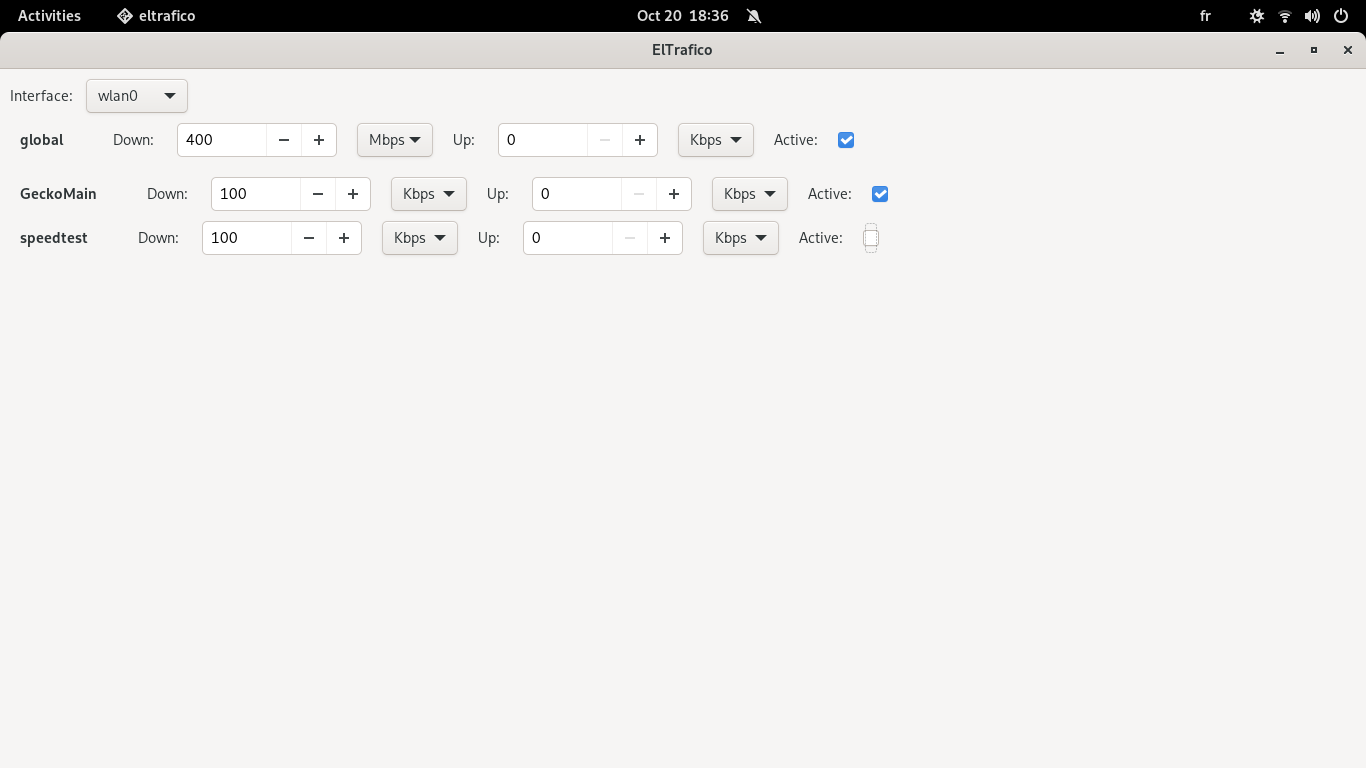 Activities eltrafico Oct 20 18:36 fr
ElTrafico
Interface: wlan0
global Down: 400 Mbps Up: 0 Kbps Active:
GeckoMain Down: 100 Kbps Up: 0 Kbps Active:
speedtest Down: 100 Kbps Up: 0 Kbps Active: